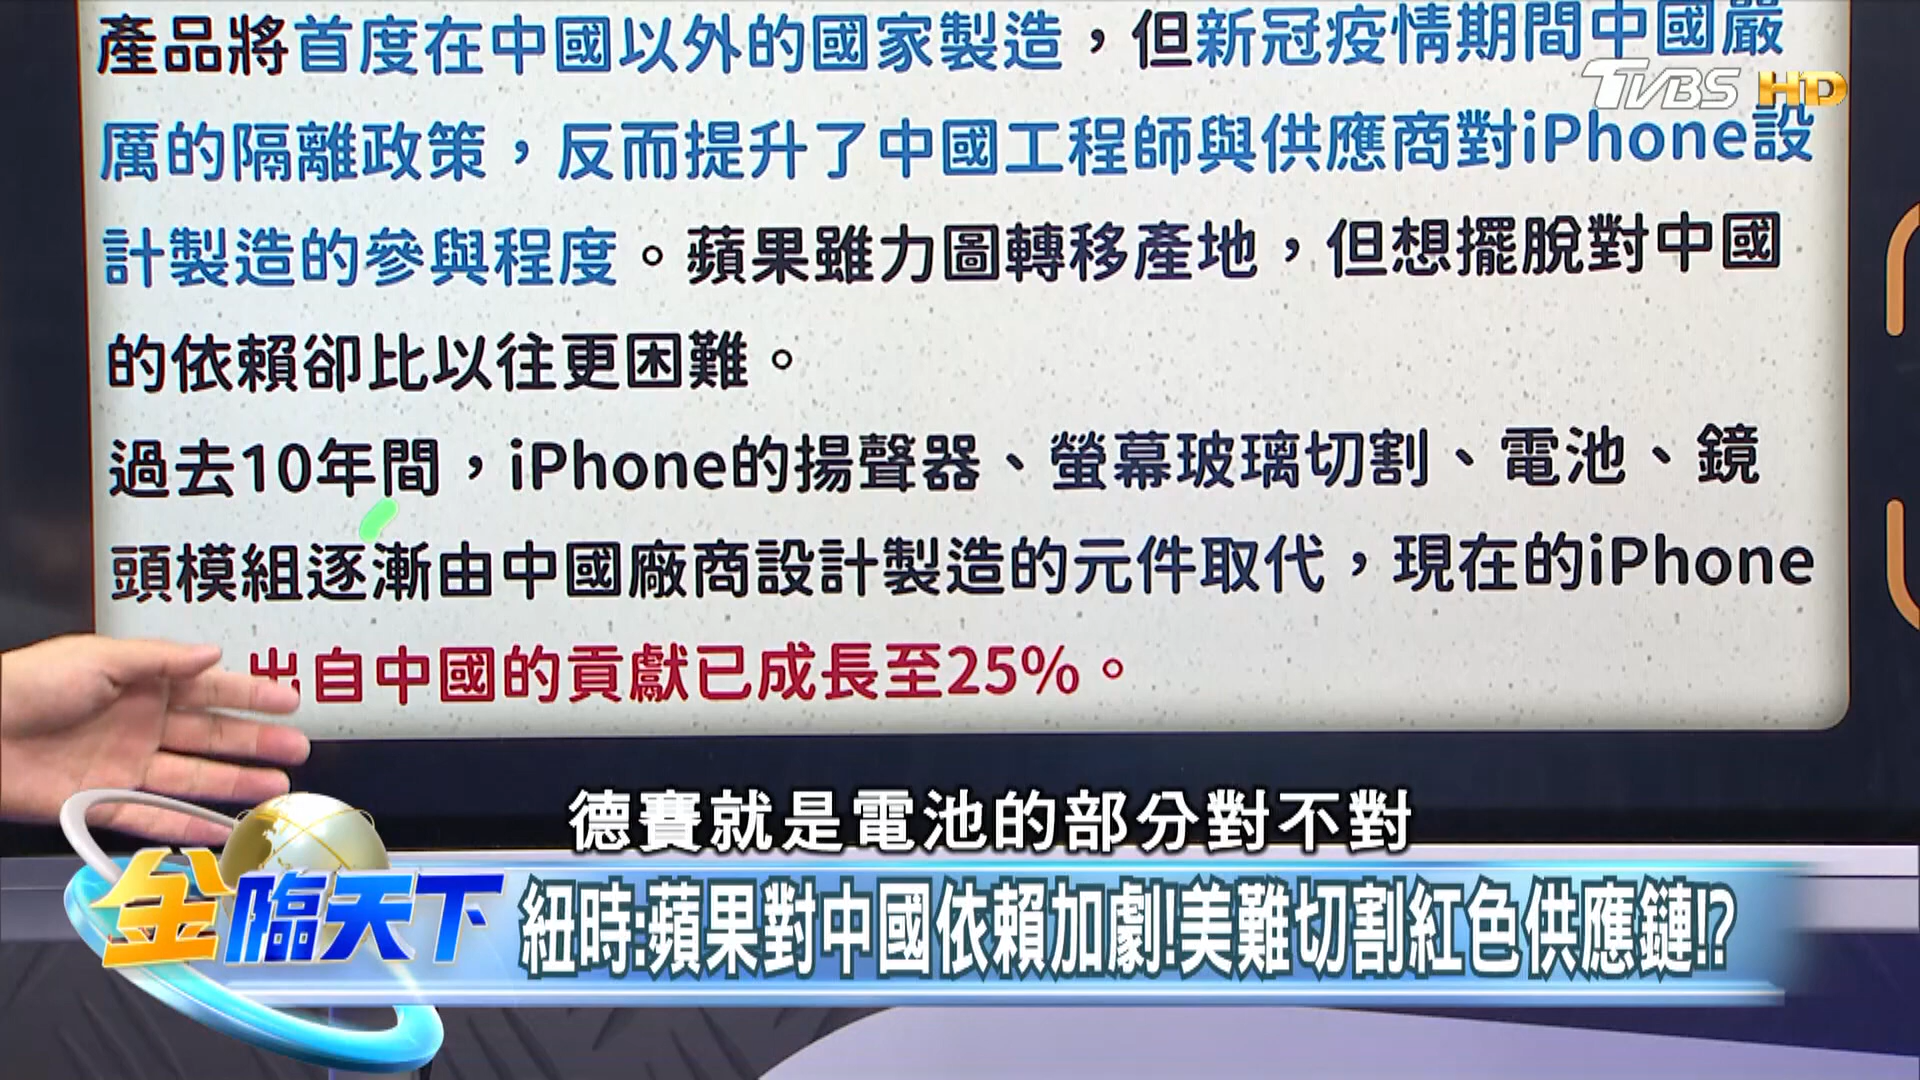 產品將首度在中國以外的國家製造，但新冠疫情期間中國嚴
TVBS HD
厲的隔離政策，反而提升了中國工程師與供應商對iPhone設
計製造的參與程度。蘋果雖力圖轉移產地，但想擺脫對中國
的依賴卻比以往更困難。
過去10年間，iPhone的揚聲器、螢幕玻璃切割、電池、鏡
頭模組逐漸由中國廠商設計製造的元件取代，現在的iPhone
出自中國的貢獻已成長至25%。
德賽就是電池的部分對不對
金臨天下
紐時:蘋果對中國依賴加劇!美難切割紅色供應鏈!?